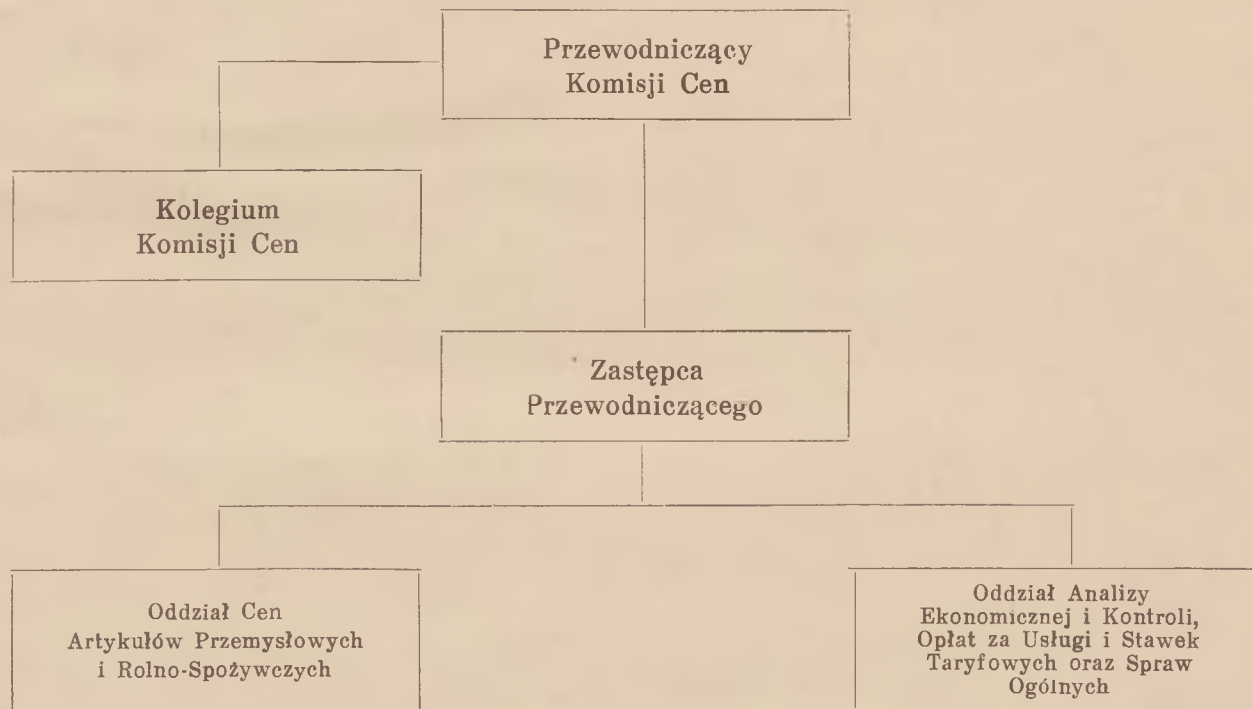 Przewodniczący
Komisji Cen
Kolegium
Komisji Cen
Zastępca
Przewodniczącego
Oddział Cen
Artykułów Przemysłowych
i Rolno-Spożywczych
Oddział Analizy
Ekonomicznej i Kontroli,
Opłat za Usługi i Stawek
Taryfowych oraz Spraw
Ogólnych